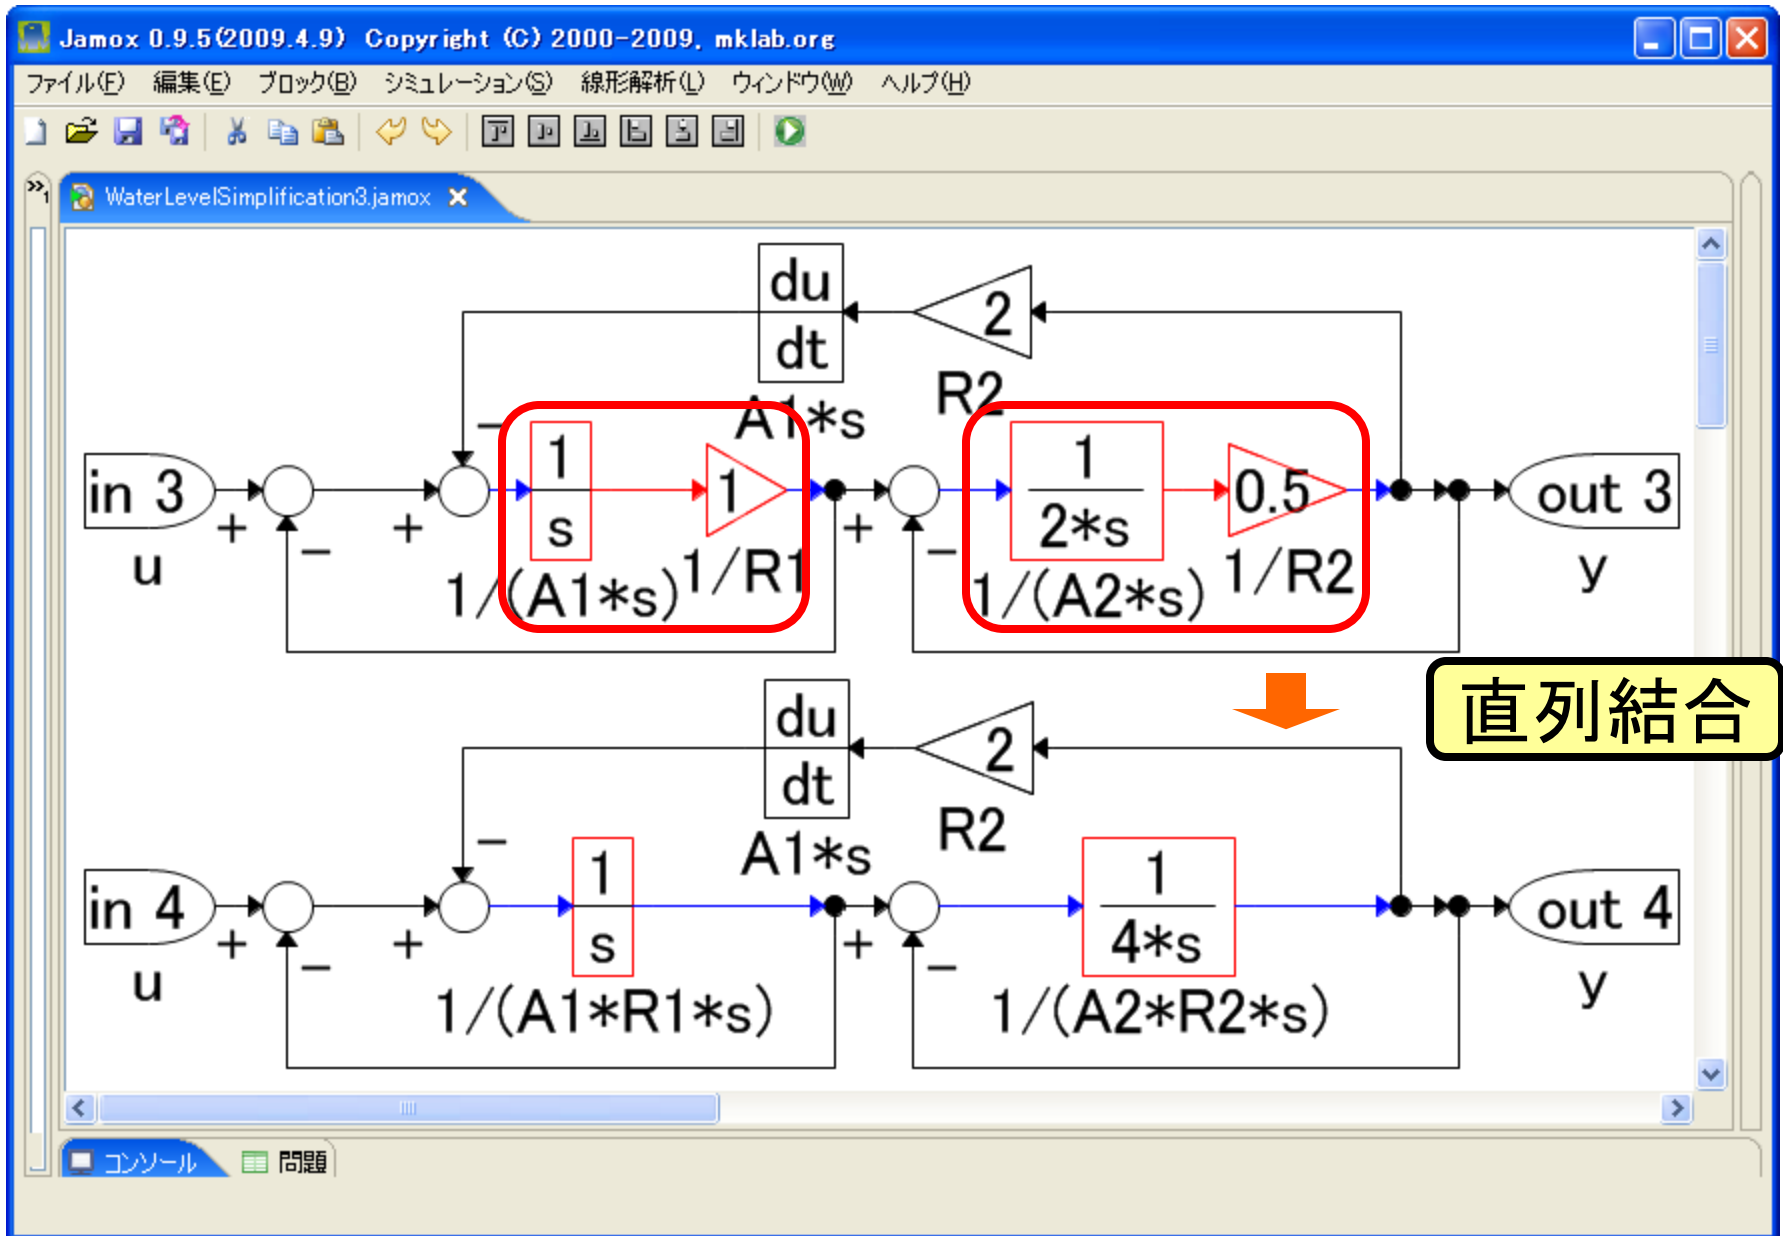 Jamox 0.9.5(2009.4.9) Copyright (C) 2000-2009, mklab.org
ファイル(F) 編集(E) ブロック(B) シミュレーション(S) 線形解析(L) ウィンドウ(W) ヘルプ(H)
»1
WaterLevelSimplification3.jamox
du
dt
2
A1*s
R2
−
in 3
1
s
1
1
2*s
0.5
out 3
+
−
+
+
−
u
1/(A1*s)
1/R1
1/(A2*s)
1/R2
y
直列結合
du
dt
2
A1*s
R2
−
in 4
1
s
1
4*s
out 4
+
−
+
+
−
u
1/(A1*R1*s)
1/(A2*R2*s)
y
コンソール 問題